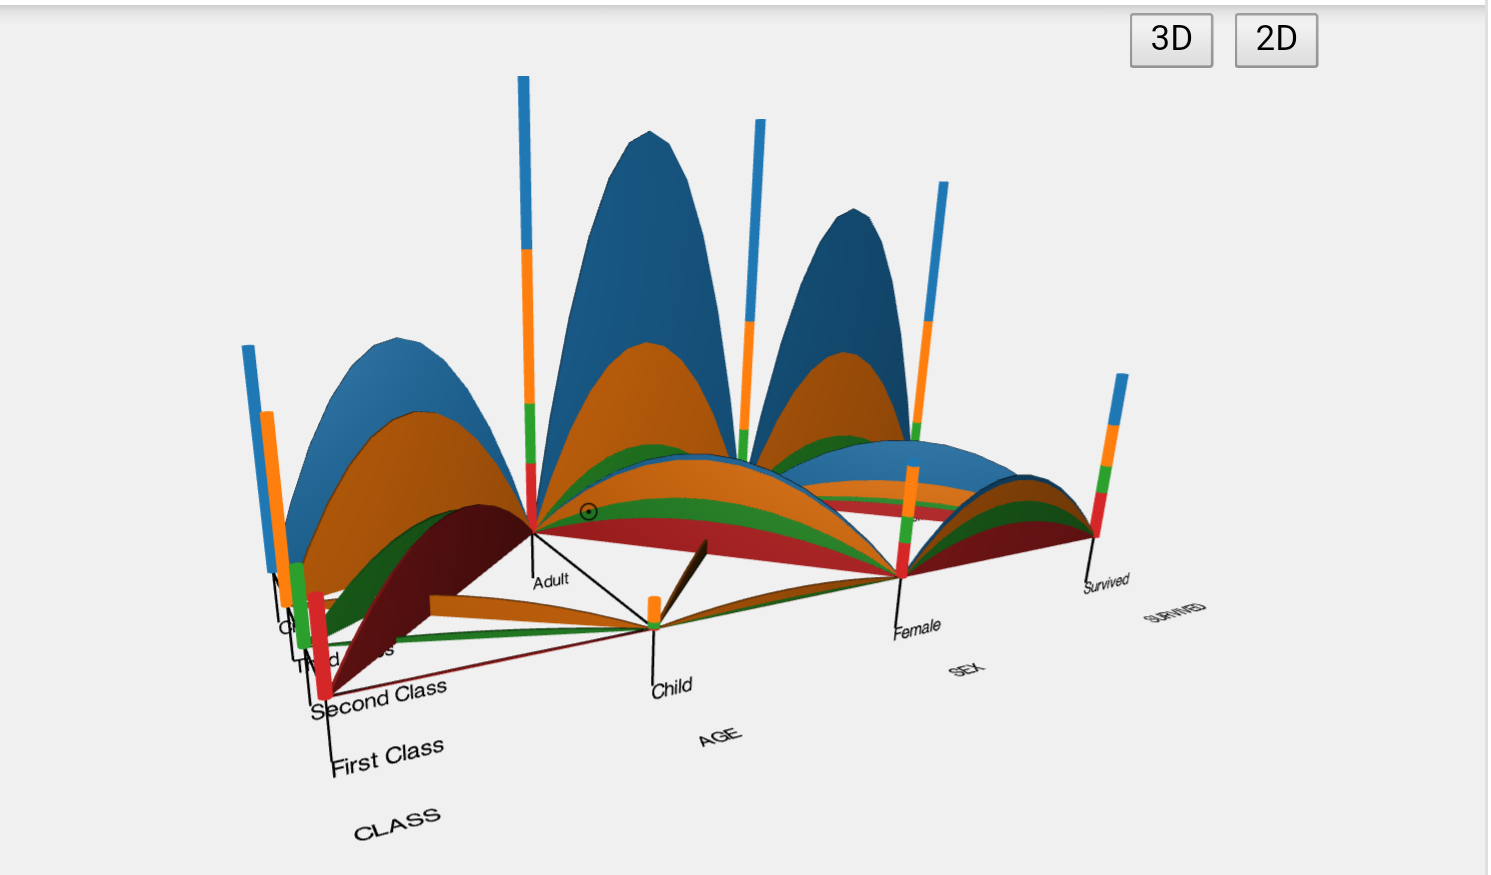 3D 2D
Adult
Survived
SURVIVED
Female
SEX
Child
Second Class
AGE
First Class
CLASS